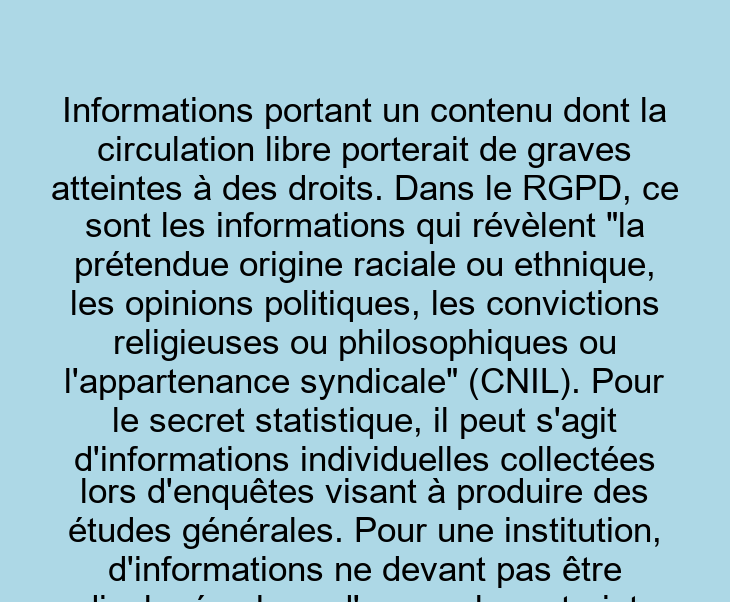 Informations portant un contenu dont la
circulation libre porterait de graves
atteintes à des droits. Dans le RGPD, ce
sont les informations qui révèlent "la
prétendue origine raciale ou ethnique,
les opinions politiques, les convictions
religieuses ou philosophiques ou
l'appartenance syndicale" (CNIL). Pour
le secret statistique, il peut s'agit
d'informations individuelles collectées
lors d'enquêtes visant à produire des
études générales. Pour une institution,
d'informations ne devant pas être